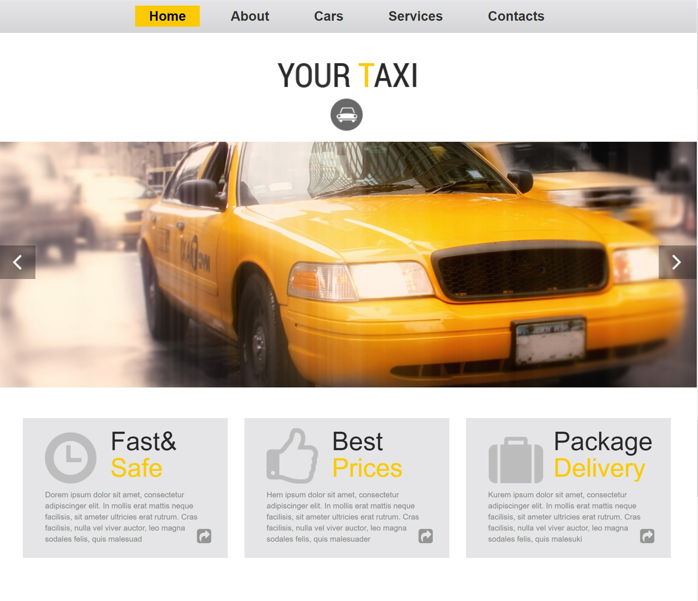 Home About Cars Services Contacts
YOUR TAXI
Fast&
Safe
Dorem ipsum dolor sit amet, consectetur
adipiscinger elit. In mollis erat mattis neque
facilisis, sit ameter ultricies erat rutrum. Cras
facilisis, nulla vel viver auctor, leo magna
sodales felis, quis malesuad
Best
Prices
Hem ipsum dolor sit amet, consectetur
adipiscinger elit. In mollis erat mattis neque
facilisis, sit ameter ultricies erat rutrum. Cras
facilisis, nulla vel viver auctor, leo magna
sodales felis, quis malesuader
Package
Delivery
Kurem ipsum dolor sit amet, consectetur
adipiscinger elit. In mollis erat mattis neque
facilisis, sit ameter ultricies erat rutrum. Cras
facilisis, nulla vel viver auctor, leo magna
sodales felis, quis malesuki